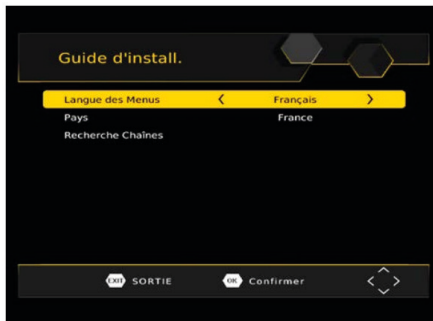 Guide d'install.
Langue des Menus < Français >
Pays France
Recherche Chaînes
EXIT SORTIE OK Confirmer